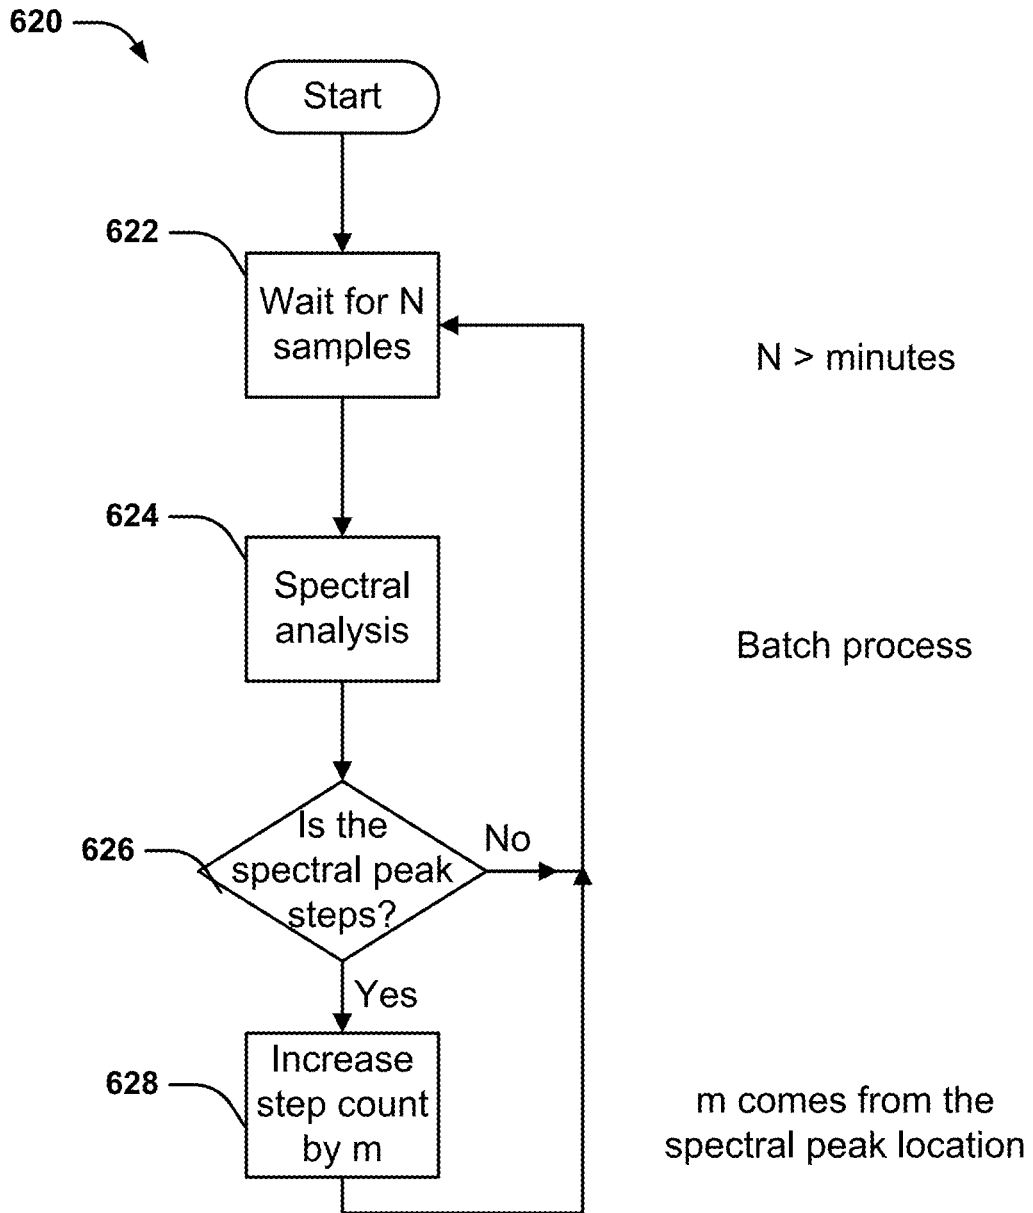 620
Start
622
Wait for N
samples
N > minutes
624
Spectral
analysis
Batch process
Is the
spectral peak
steps?
626
No
Yes
628
Increase
step count
by m
m comes from the
spectral peak location